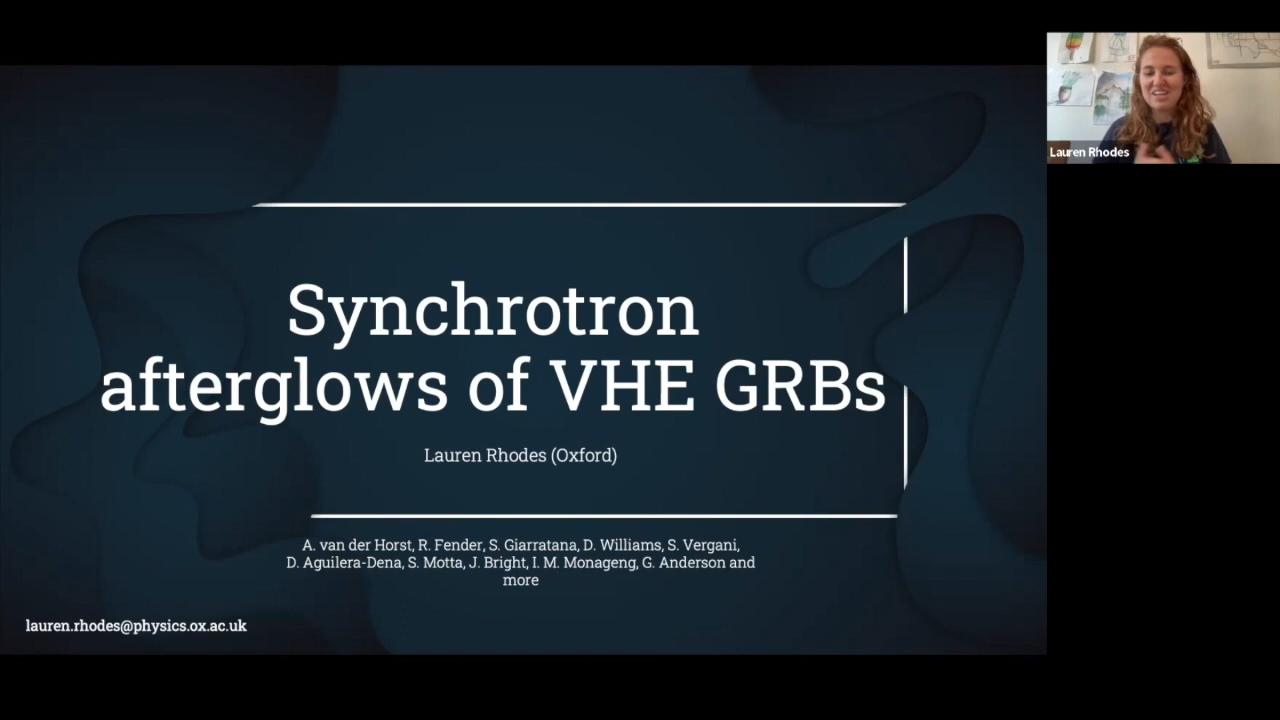 Synchrotron
afterglows of VHE GRBs
Lauren Rhodes (Oxford)
A. van der Horst, R. Fender, S. Giarratana, D. Williams, S. Vergani,
D. Aguilera-Dena, S. Motta, J. Bright, I. M. Monageng, G. Anderson and
more
lauren.rhodes@physics.ox.ac.uk
Lauren Rhodes